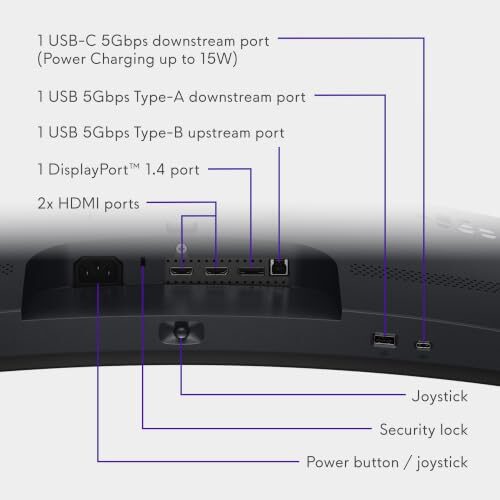 1 USB-C 5Gbps downstream port
(Power Charging up to 15W)
1 USB 5Gbps Type-A downstream port
1 USB 5Gbps Type-B upstream port
1 DisplayPort™ 1.4 port
2x HDMI ports
Joystick
Security lock
Power button / joystick